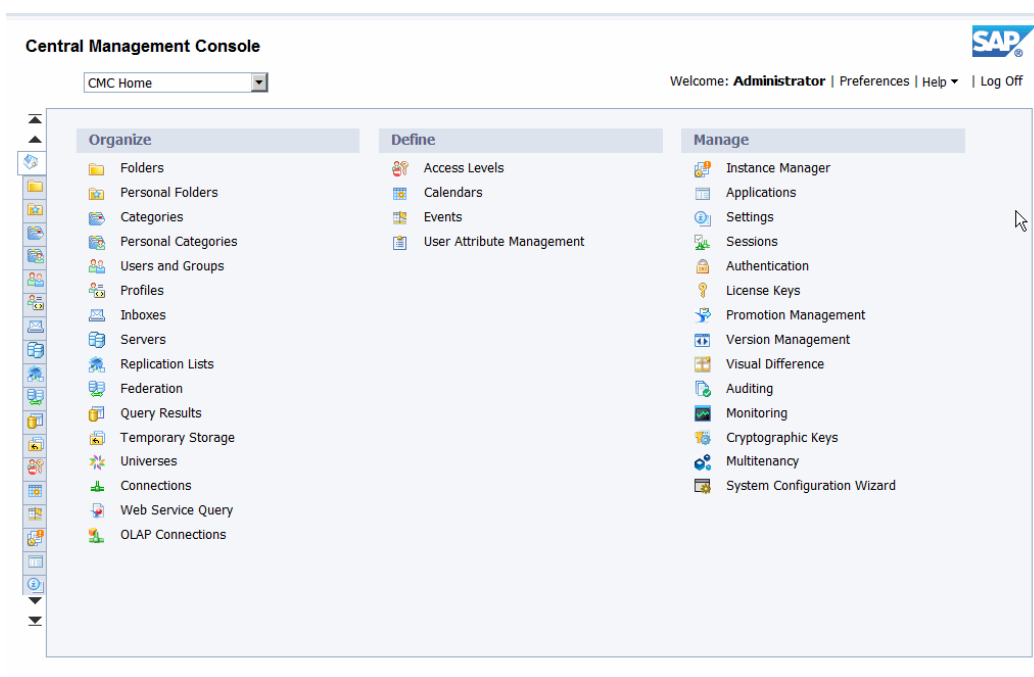 Central Management Console
SAP®
CMC Home
Welcome: Administrator | Preferences | Help | Log Off
Organize
Folders
Personal Folders
Categories
Personal Categories
Users and Groups
Profiles
Inboxes
Servers
Replication Lists
Federation
Query Results
Temporary Storage
Universes
Connections
Web Service Query
OLAP Connections
Define
Access Levels
Calendars
Events
User Attribute Management
Manage
Instance Manager
Applications
Settings
Sessions
Authentication
License Keys
Promotion Management
Version Management
Visual Difference
Auditing
Monitoring
Cryptographic Keys
Multitenancy
System Configuration Wizard